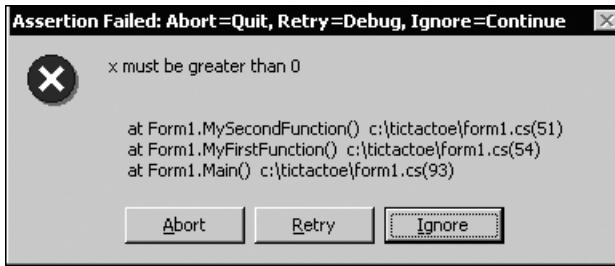 Assertion Failed: Abort=Quit, Retry=Debug, Ignore=Continue
x must be greater than 0
at Form1.MySecondFunction() c:\tictactoe\form1.cs(51)
at Form1.MyFirstFunction() c:\tictactoe\form1.cs(54)
at Form1.Main() c:\tictactoe\form1.cs(93)
Abort Retry Ignore